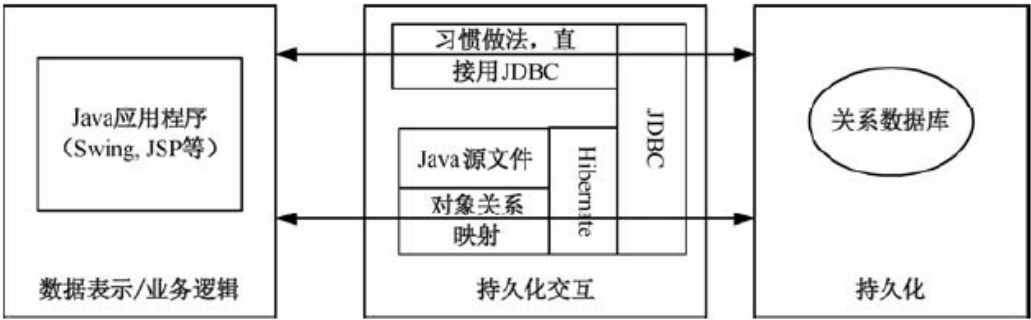 Java应用程序
（Swing, JSP等）
数据表示/业务逻辑
习惯做法，直
接用JDBC
Java源文件
对象关系
映射
Hibernate
JDBC
持久化交互
关系数据库
持久化